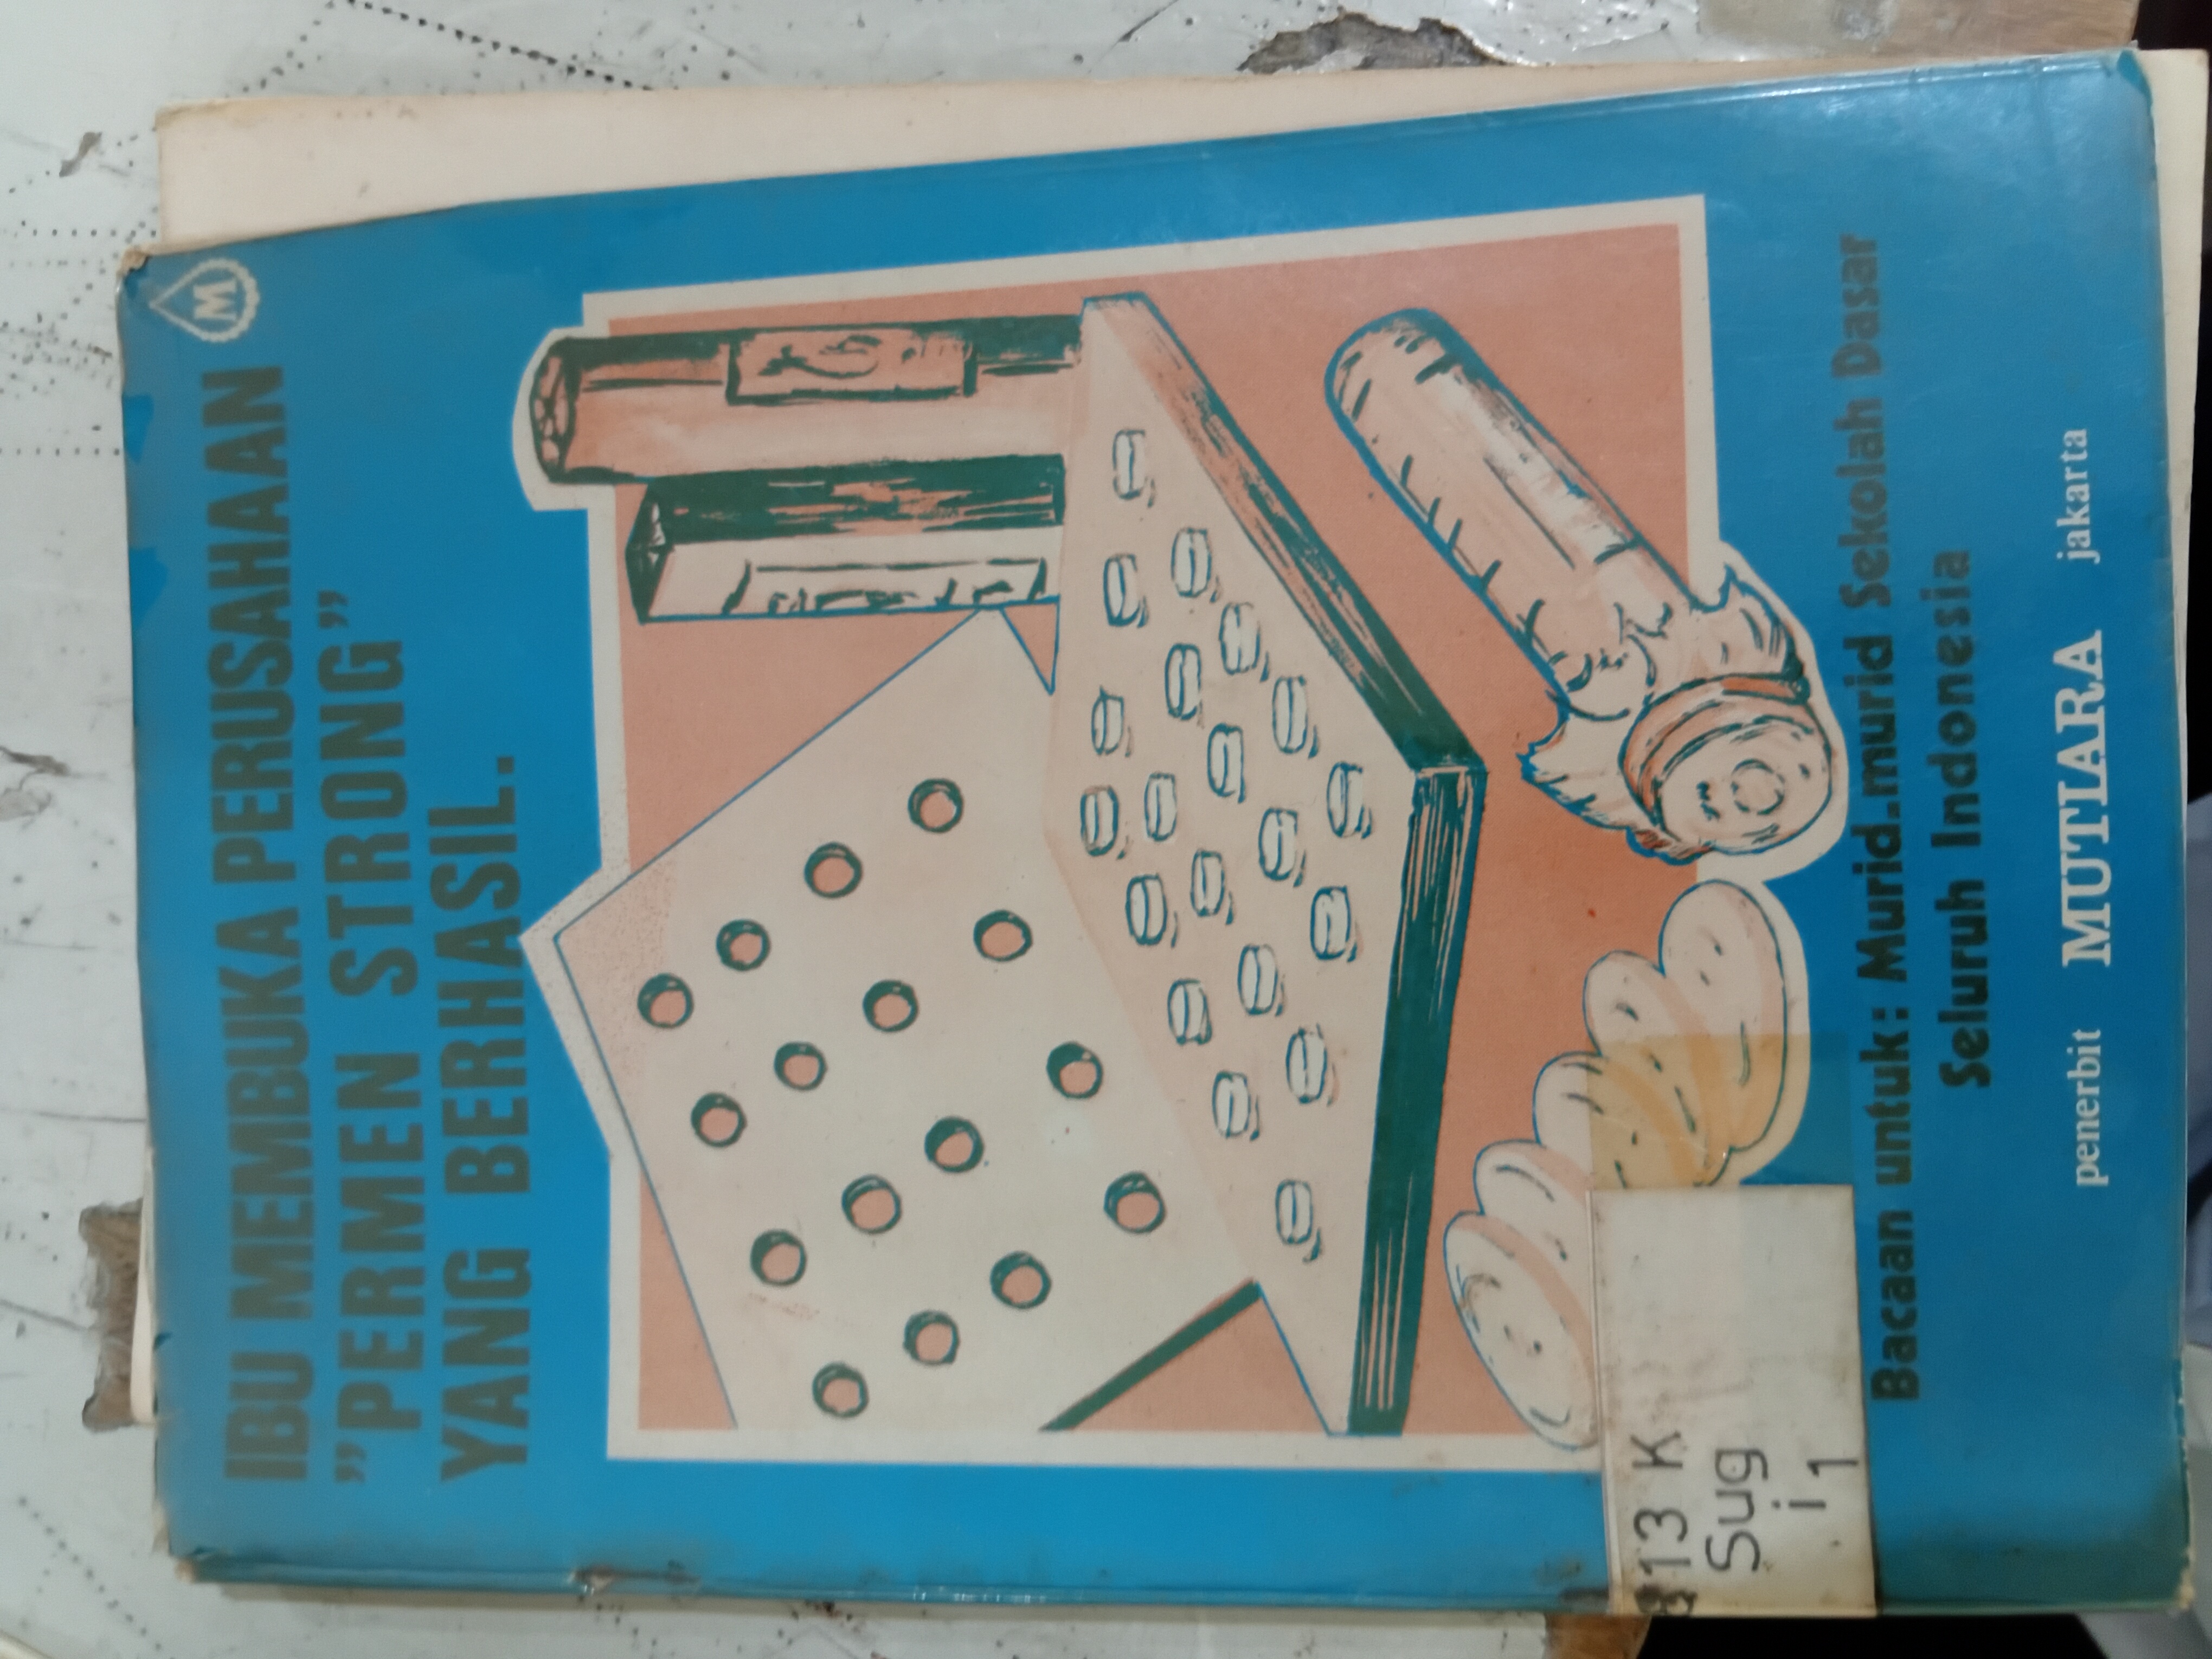 M
IBU MEMBUKA PERUSAHAAN
"PERMEN STRONG"
YANG BERHASIL.
813 K
Sug
i 1
Bacaan untuk: Murid-murid Sekolah Dasar
Seluruh Indonesia
penerbit MUTIARA jakarta